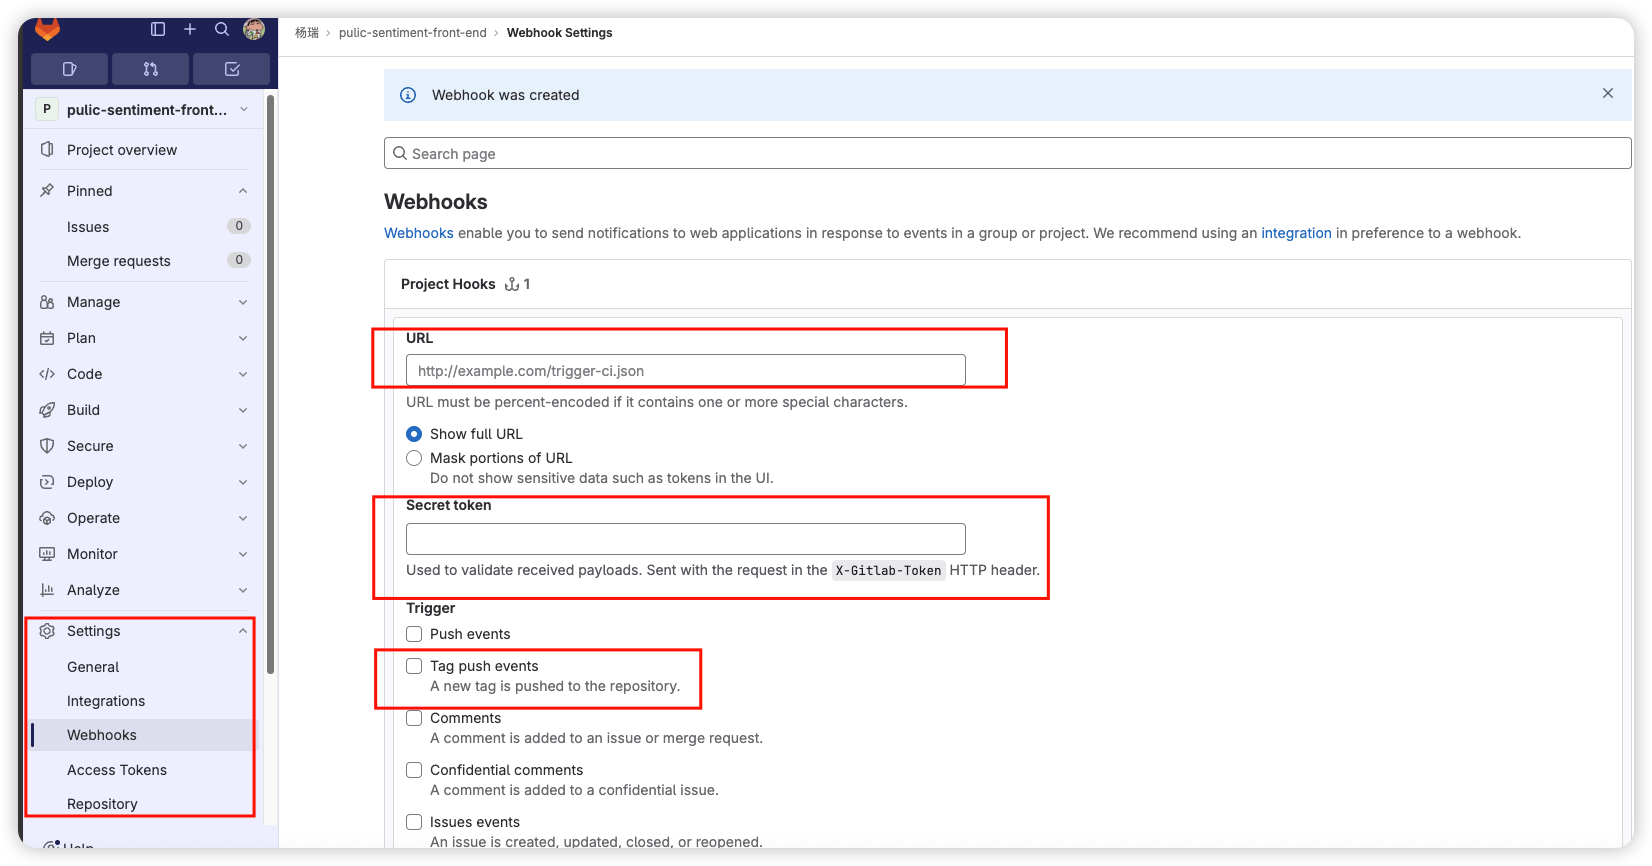 杨瑞 › pulic-sentiment-front-end › Webhook Settings
P pulic-sentiment-front...
Project overview
Pinned
Issues 0
Merge requests 0
Manage
Plan
Code
Build
Secure
Deploy
Operate
Monitor
Analyze
Settings
General
Integrations
Webhooks
Access Tokens
Repository
Help
Webhook was created
Search page
Webhooks
Webhooks enable you to send notifications to web applications in response to events in a group or project. We recommend using an integration in preference to a webhook.
Project Hooks 1
URL
http://example.com/trigger-ci.json
URL must be percent-encoded if it contains one or more special characters.
Show full URL
Mask portions of URL
Do not show sensitive data such as tokens in the UI.
Secret token
Used to validate received payloads. Sent with the request in the X-Gitlab-Token HTTP header.
Trigger
Push events
Tag push events
A new tag is pushed to the repository.
Comments
A comment is added to an issue or merge request.
Confidential comments
A comment is added to a confidential issue.
Issues events
An issue is created, updated, closed, or reopened.